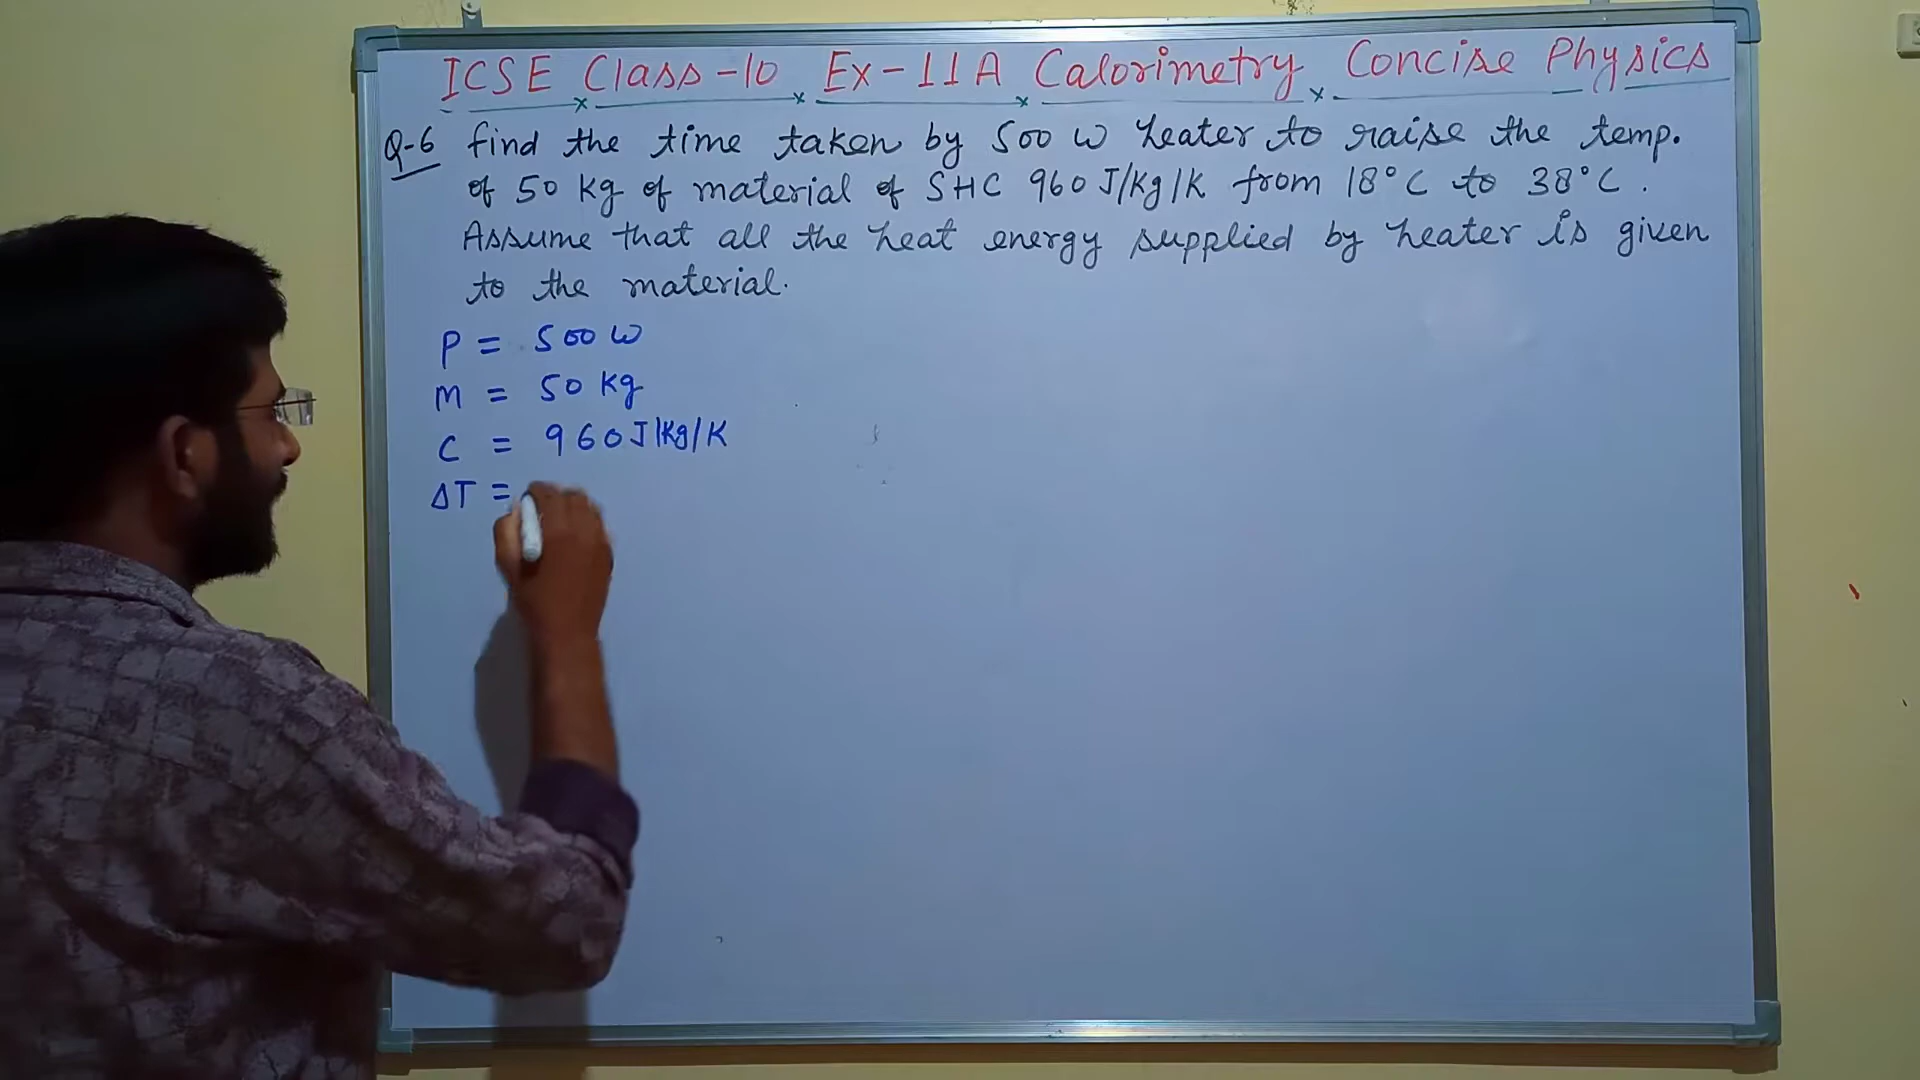 ICSE Class-10 Ex-11A Calorimetry Concise Physics
Q-6 find the time taken by 500 W heater to raise the temp.
of 50 kg of material of SHC 960 J/kg/K from 18°C to 38°C.
Assume that all the heat energy supplied by heater is given
to the material.
P = 500 W
m = 50 kg
C = 960 J/kg/K
ΔT =